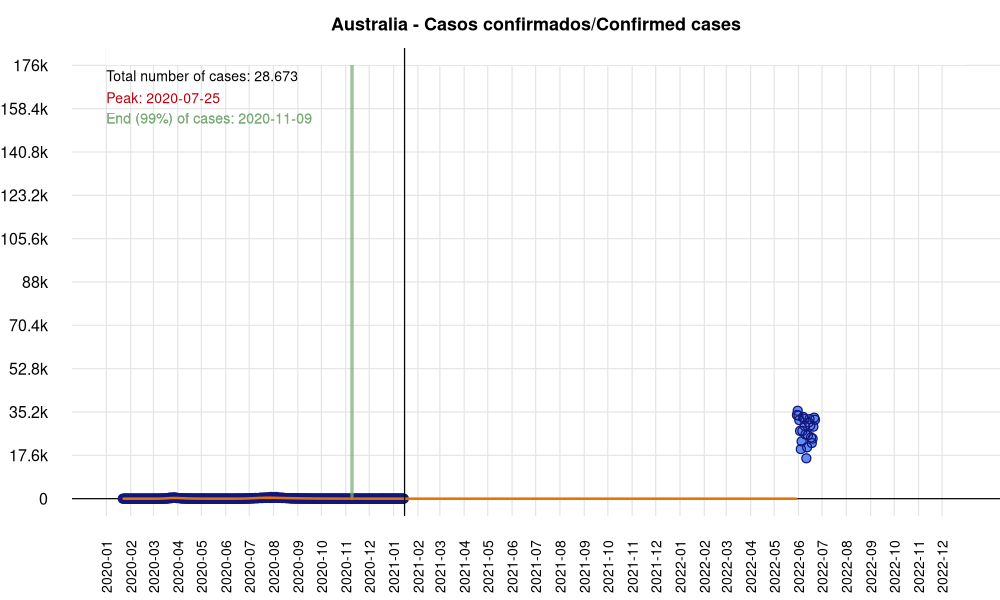 Australia - Casos confirmados/Confirmed cases
176k
158.4k
140.8k
123.2k
105.6k
88k
70.4k
52.8k
35.2k
17.6k
0
Total number of cases: 28.673
Peak: 2020-07-25
End (99%) of cases: 2020-11-09
2020-01
2020-02
2020-03
2020-04
2020-05
2020-06
2020-07
2020-08
2020-09
2020-10
2020-11
2020-12
2021-01
2021-02
2021-03
2021-04
2021-05
2021-06
2021-07
2021-08
2021-09
2021-10
2021-11
2021-12
2022-01
2022-02
2022-03
2022-04
2022-05
2022-06
2022-07
2022-08
2022-09
2022-10
2022-11
2022-12